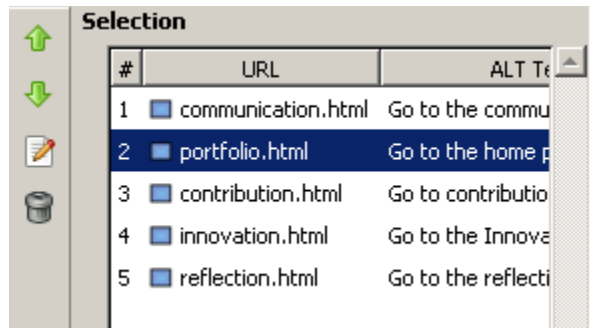 Selection
# URL ALT Te
1 communication.html Go to the commu
2 portfolio.html Go to the home p
3 contribution.html Go to contributio
4 innovation.html Go to the Innova
5 reflection.html Go to the reflecti